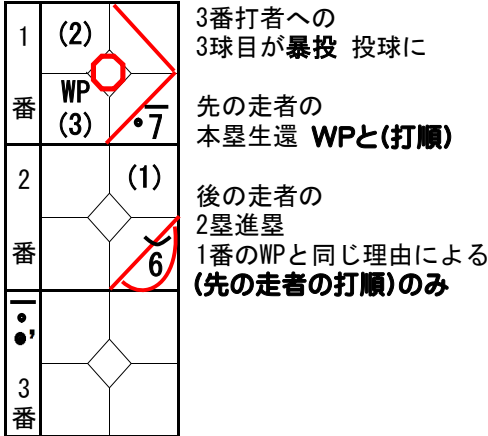 1
番
(2)
WP
(3)
7
2
番
(1)
6
3
番
3番打者への
3球目が暴投 投球に
先の走者の
本塁生還 WPと(打順)
後の走者の
2塁進塁
1番のWPと同じ理由による
(先の走者の打順)のみ